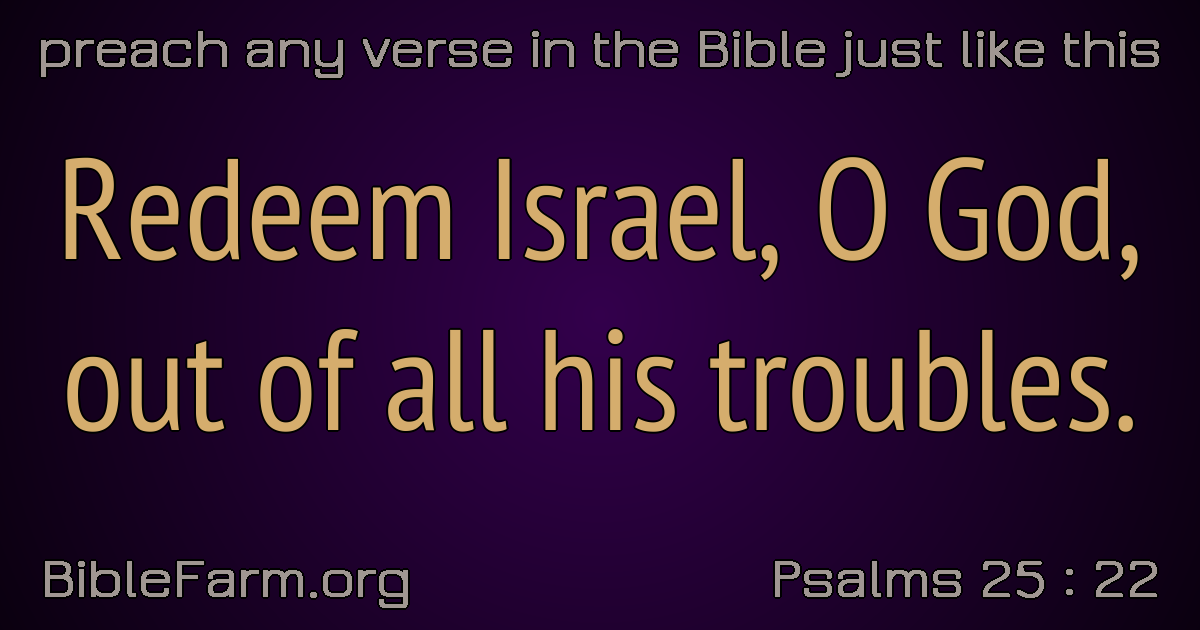 preach any verse in the Bible just like this
Redeem Israel, O God,
out of all his troubles.
BibleFarm.org
Psalms 25 : 22